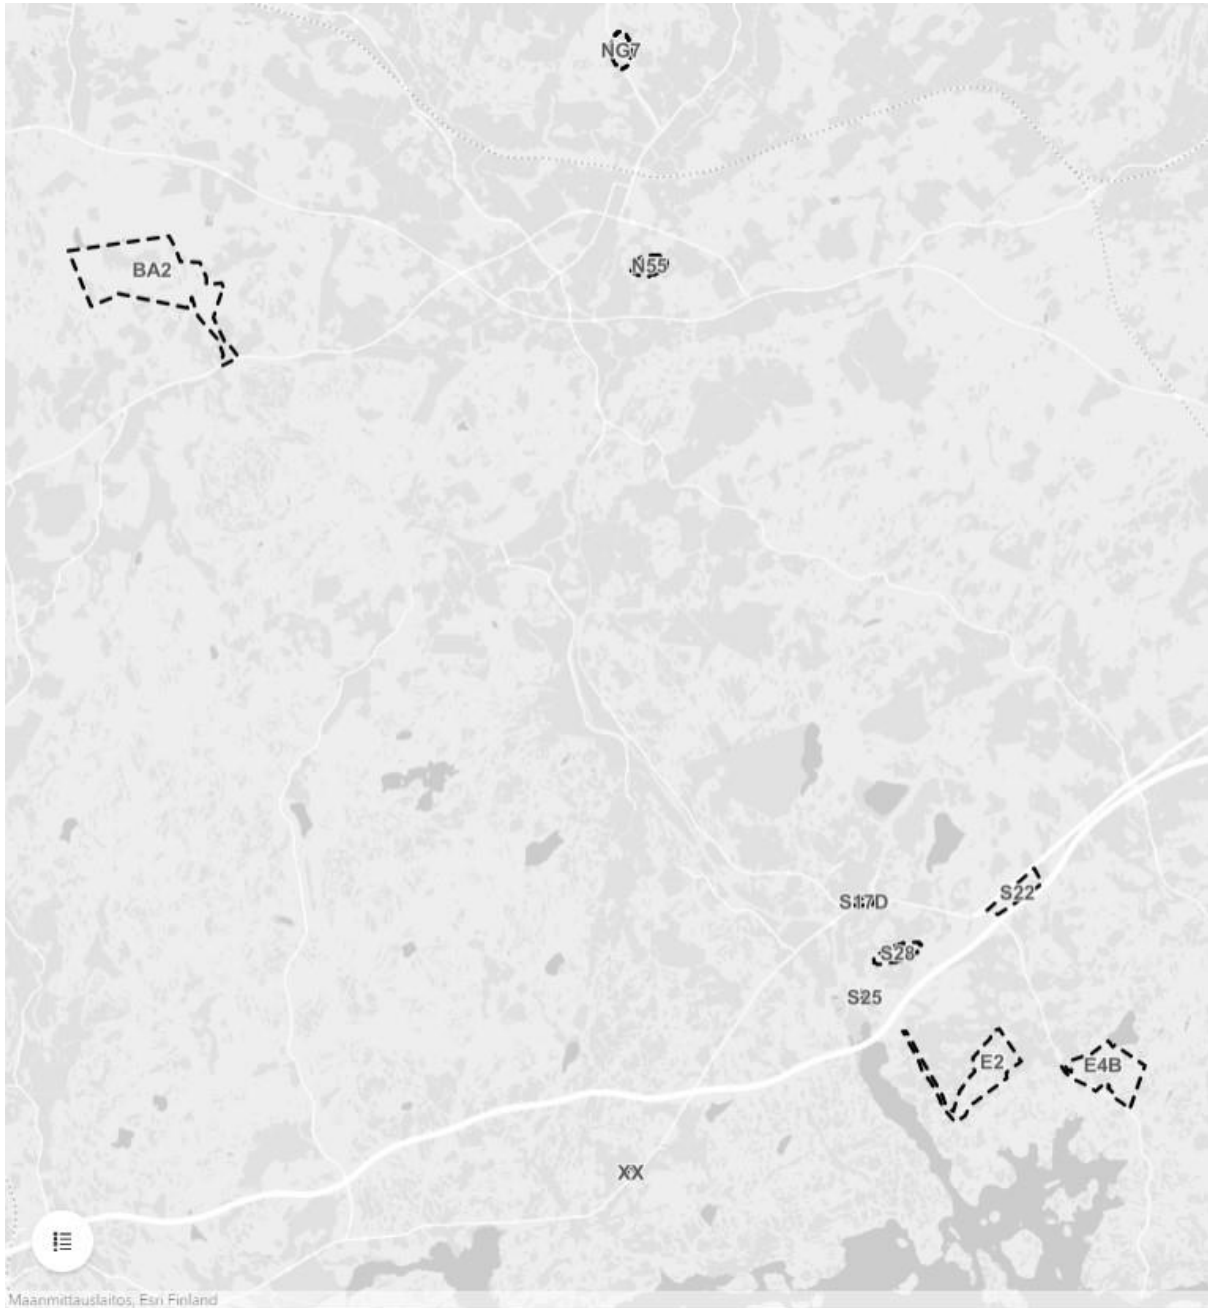 NG7
N55
BA2
S22
S17D
S28
S25
E2
E4B
XX
Maanmittauslaitos, Esri Finland